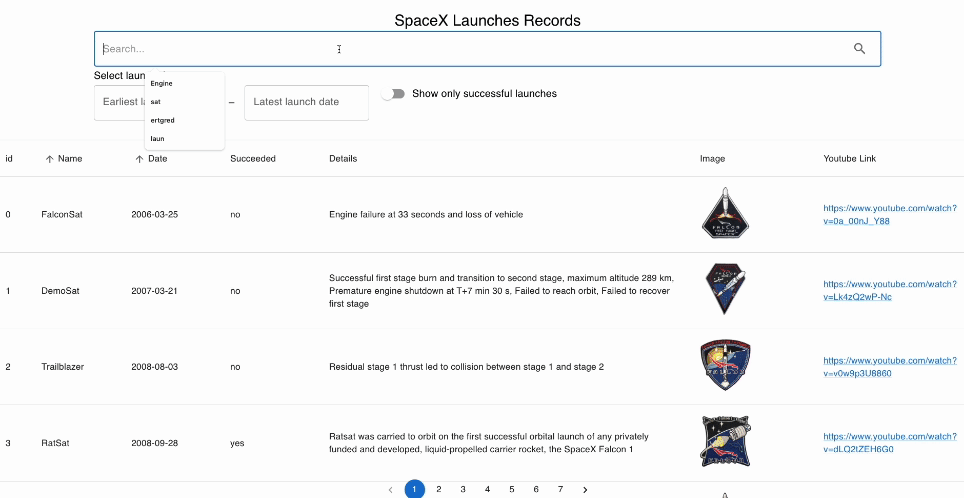 SpaceX Launches Records
Search...
Select laun
Engine
sat
ertgred
laun
Earliest la
–
Latest launch date
Show only successful launches
id
Name
Date
Succeeded
Details
Image
Youtube Link
0
FalconSat
2006-03-25
no
Engine failure at 33 seconds and loss of vehicle
https://www.youtube.com/watch?
v=0a_00nJ_Y88
1
DemoSat
2007-03-21
no
Successful first stage burn and transition to second stage, maximum altitude 289 km,
Premature engine shutdown at T+7 min 30 s, Failed to reach orbit, Failed to recover
first stage
https://www.youtube.com/watch?
v=Lk4zQ2wP-Nc
2
Trailblazer
2008-08-03
no
Residual stage 1 thrust led to collision between stage 1 and stage 2
https://www.youtube.com/watch?
v=v0w9p3U8860
3
RatSat
2008-09-28
yes
Ratsat was carried to orbit on the first successful orbital launch of any privately
funded and developed, liquid-propelled carrier rocket, the SpaceX Falcon 1
https://www.youtube.com/watch?
v=dLQ2tZEH6G0
1 2 3 4 5 6 7